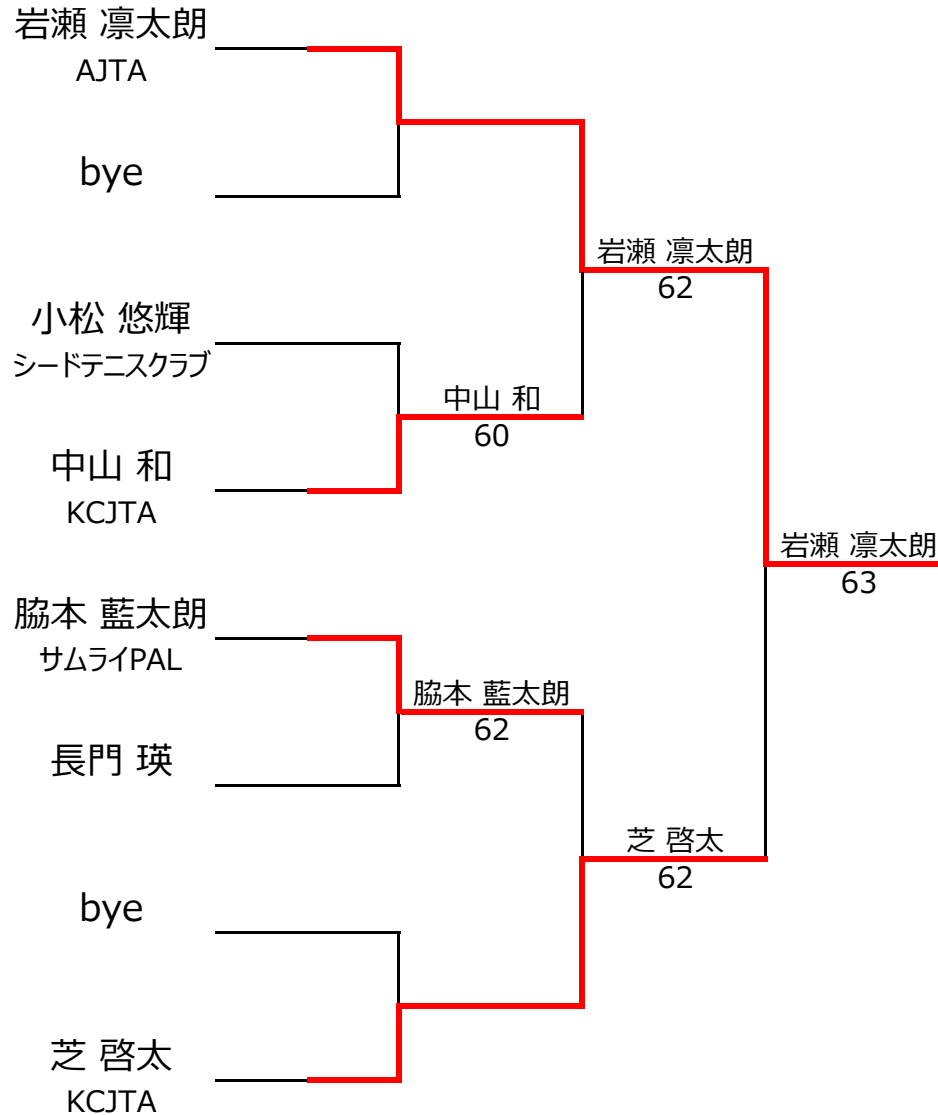 岩瀬 凛太朗
AJTA
bye
岩瀬 凛太朗
62
小松 悠輝
シードテニスクラブ
中山 和
60
中山 和
KCJTA
岩瀬 凛太朗
63
脇本 藍太朗
サムライPAL
脇本 藍太朗
62
長門 瑛
芝 啓太
62
bye
芝 啓太
KCJTA